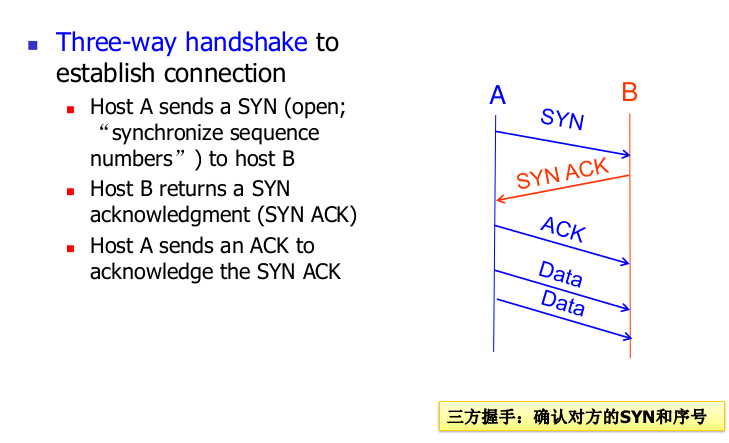 Three-way handshake to
establish connection
Host A sends a SYN (open;
“synchronize sequence
numbers”) to host B
Host B returns a SYN
acknowledgment (SYN ACK)
Host A sends an ACK to
acknowledge the SYN ACK
A
B
SYN
SYN ACK
ACK
Data
Data
三方握手：确认对方的SYN和序号